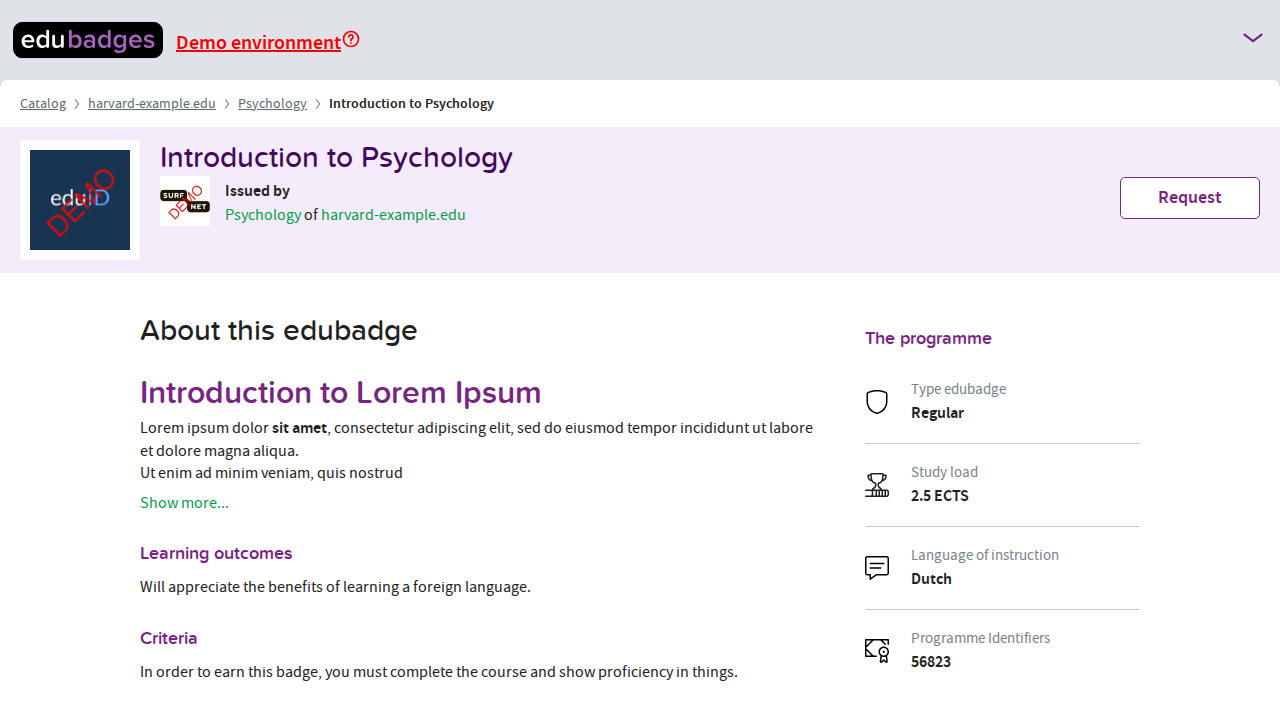 edubadges
Demo environment
Catalog
harvard-example.edu
Psychology
Introduction to Psychology
eduID
DEMO
Introduction to Psychology
SURF
NET
DEMO
Issued by
Psychology of harvard-example.edu
Request
About this edubadge
Introduction to Lorem Ipsum
Lorem ipsum dolor sit amet, consectetur adipiscing elit, sed do eiusmod tempor incididunt ut labore
et dolore magna aliqua.
Ut enim ad minim veniam, quis nostrud
Show more...
Learning outcomes
Will appreciate the benefits of learning a foreign language.
Criteria
In order to earn this badge, you must complete the course and show proficiency in things.
The programme
Type edubadge
Regular
Study load
2.5 ECTS
Language of instruction
Dutch
Programme Identifiers
56823